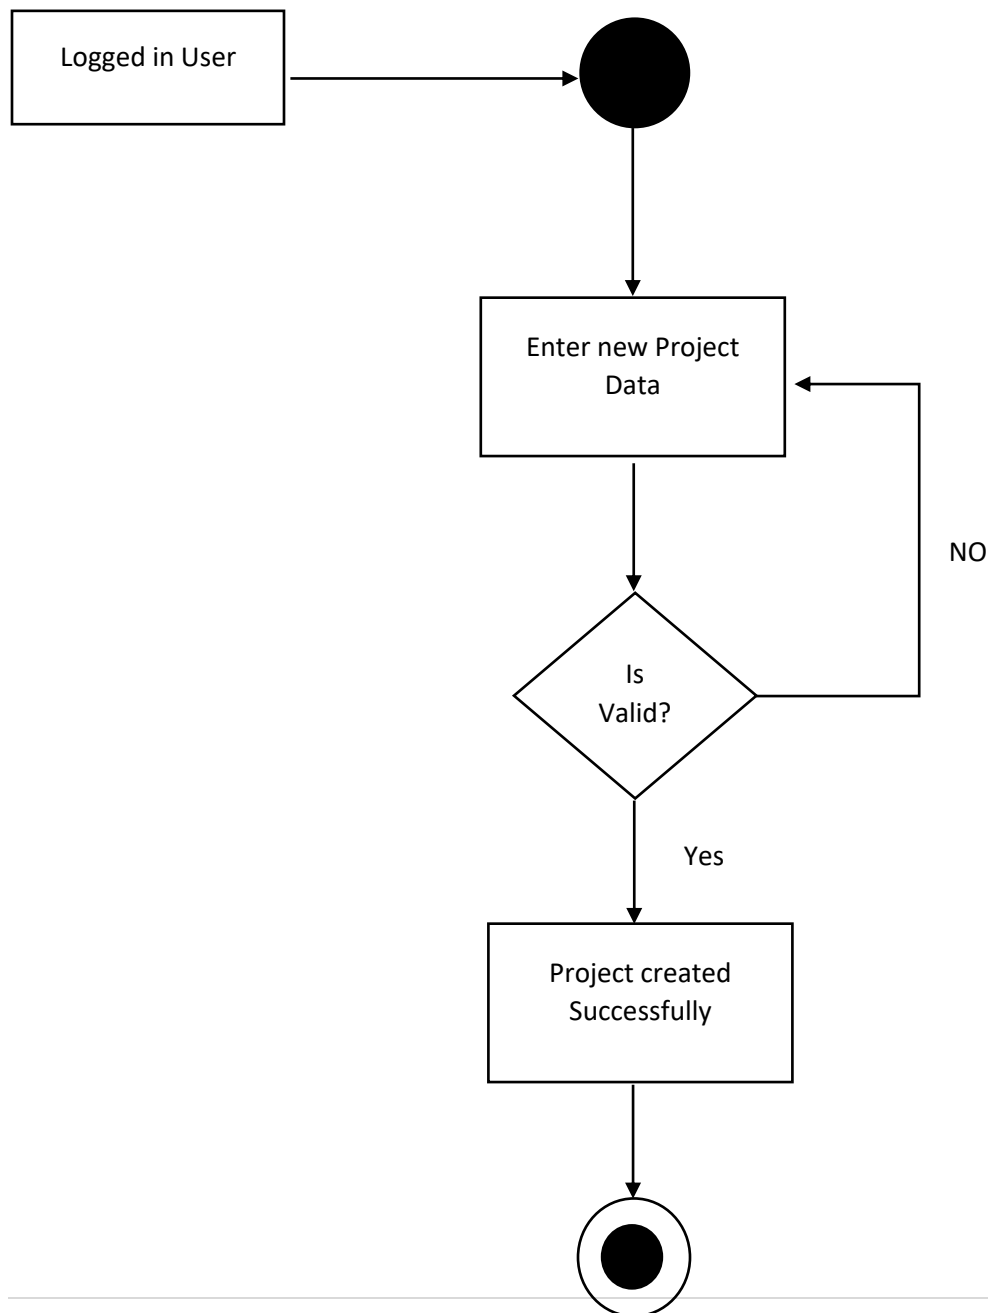 Logged in User
Enter new Project
Data
NO
Is
Valid?
Yes
Project created
Successfully